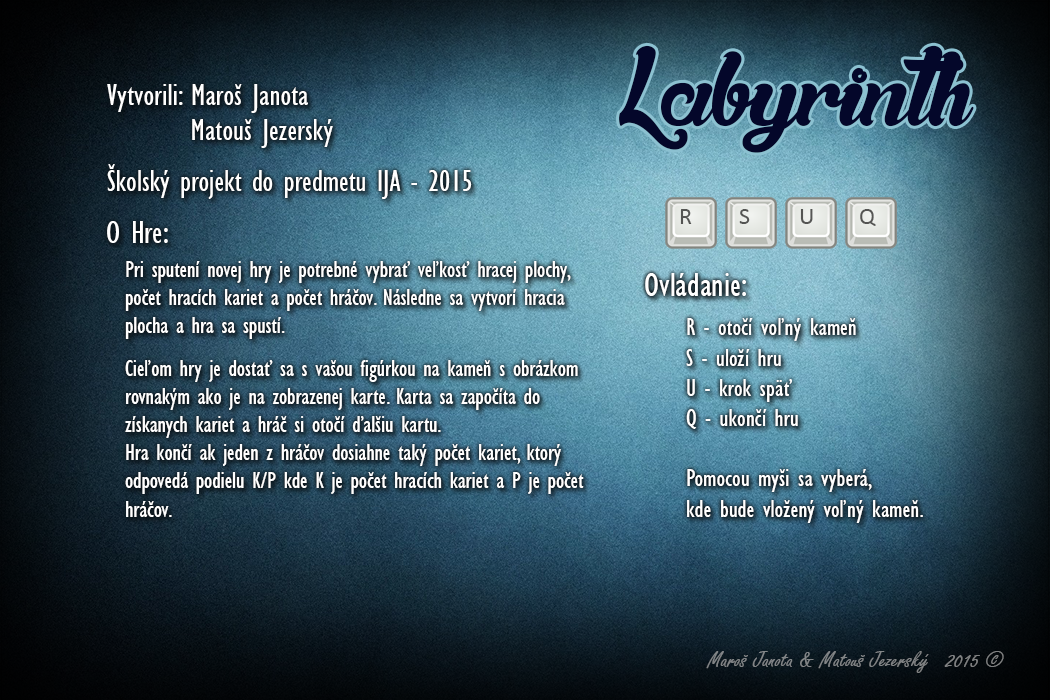 Labyrinth
Vytvorili: Maroš Janota
Matouš Jezerský
Školský projekt do predmetu IJA - 2015
O Hre:
Pri sputení novej hry je potrebné vybrať veľkosť hracej plochy,
počet hracích kariet a počet hráčov. Následne sa vytvorí hracia
plocha a hra sa spustí.
Cieľom hry je dostať sa s vašou figúrkou na kameň s obrázkom
rovnakým ako je na zobrazenej karte. Karta sa započíta do
získanych kariet a hráč si otočí ďalšiu kartu.
Hra končí ak jeden z hráčov dosiahne taký počet kariet, ktorý
odpovedá podielu K/P kde K je počet hracích kariet a P je počet
hráčov.
R S U Q
Ovládanie:
R - otočí voľný kameň
S - uloží hru
U - krok späť
Q - ukončí hru
Pomocou myši sa vyberá,
kde bude vložený voľný kameň.
Maroš Janota & Matouš Jezerský 2015 ©